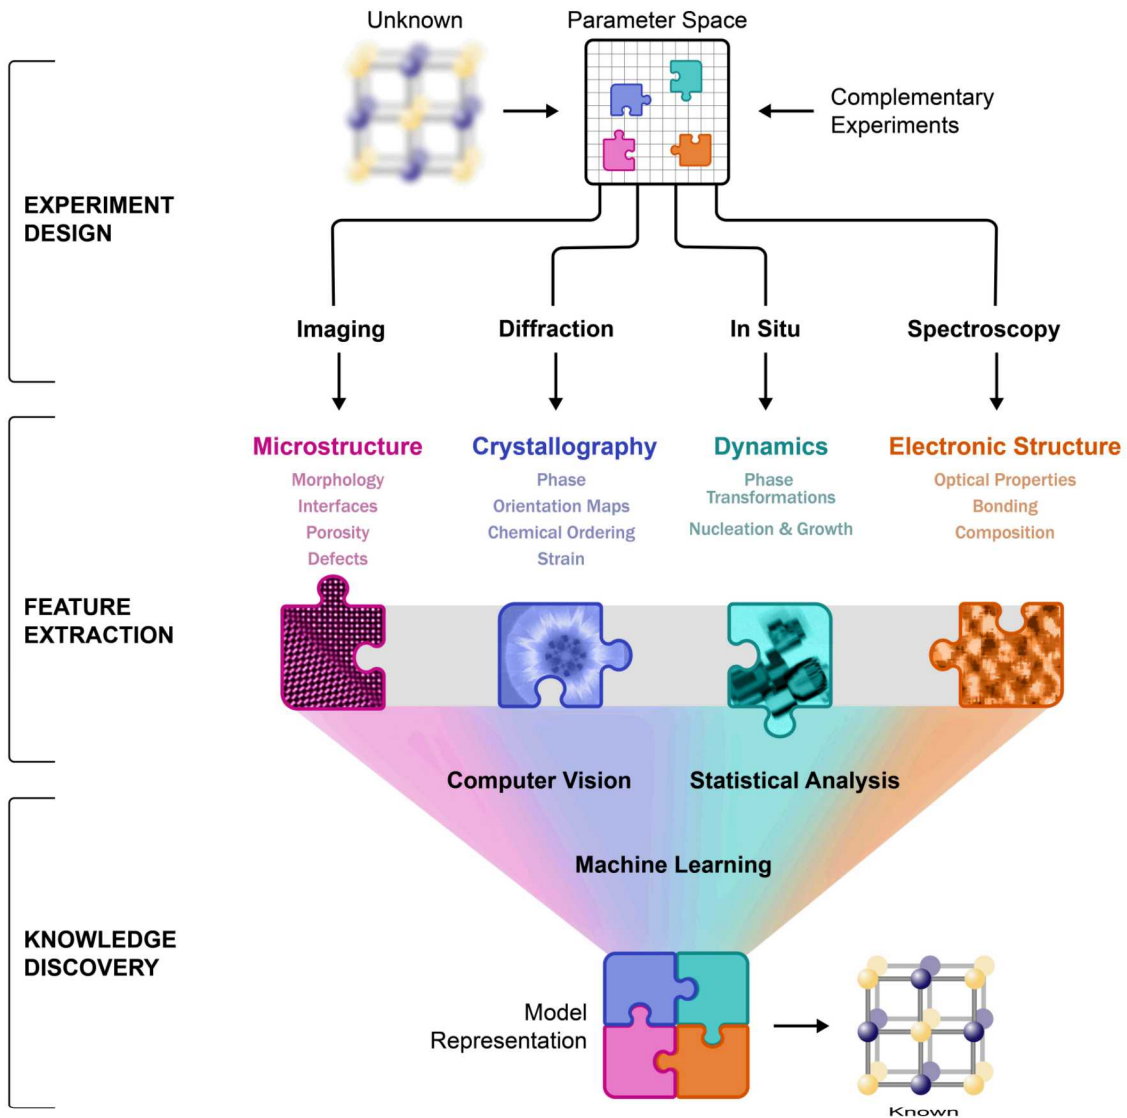 Unknown
Parameter Space
Complementary
Experiments
EXPERIMENT
DESIGN
Imaging
Diffraction
In Situ
Spectroscopy
Microstructure
Morphology
Interfaces
Porosity
Defects
Crystallography
Phase
Orientation Maps
Chemical Ordering
Strain
Dynamics
Phase
Transformations
Nucleation & Growth
Electronic Structure
Optical Properties
Bonding
Composition
FEATURE
EXTRACTION
Computer Vision
Statistical Analysis
Machine Learning
KNOWLEDGE
DISCOVERY
Model
Representation
Known